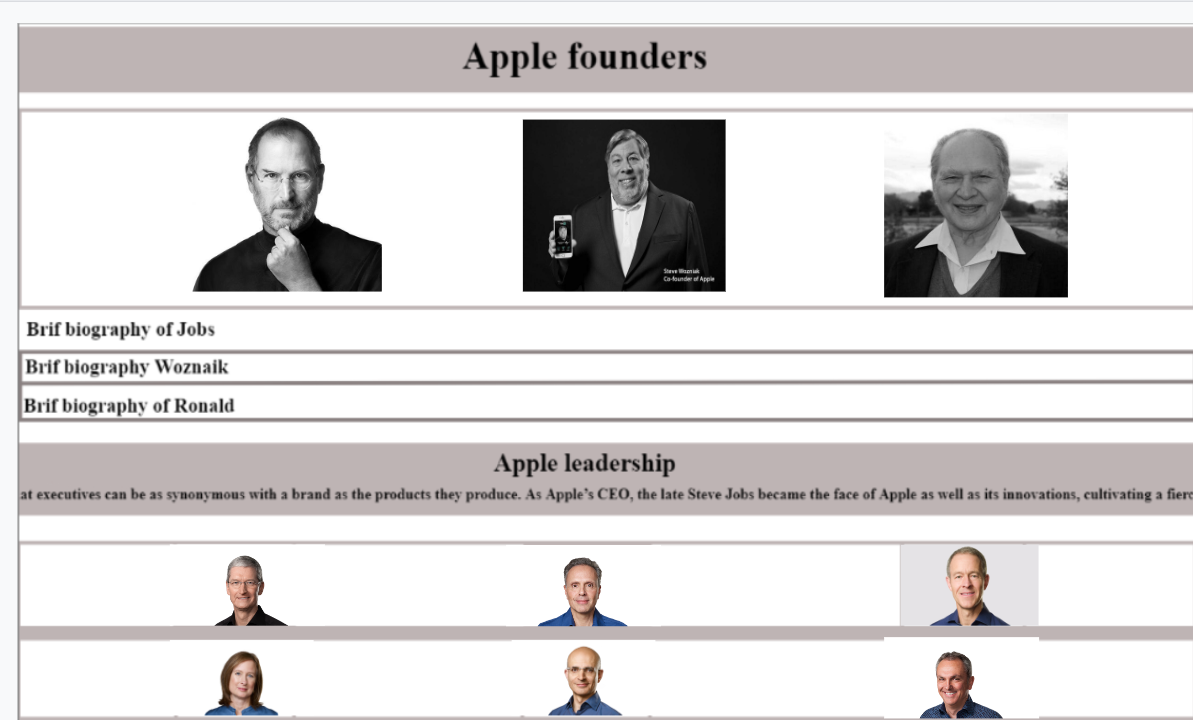 Apple founders
Steve Wozniak
Co-founder of Apple
Brif biography of Jobs
Brif biography Woznaik
Brif biography of Ronald
Apple leadership
at executives can be as synonymous with a brand as the products they produce. As Apple’s CEO, the late Steve Jobs became the face of Apple as well as its innovations, cultivating a fierc